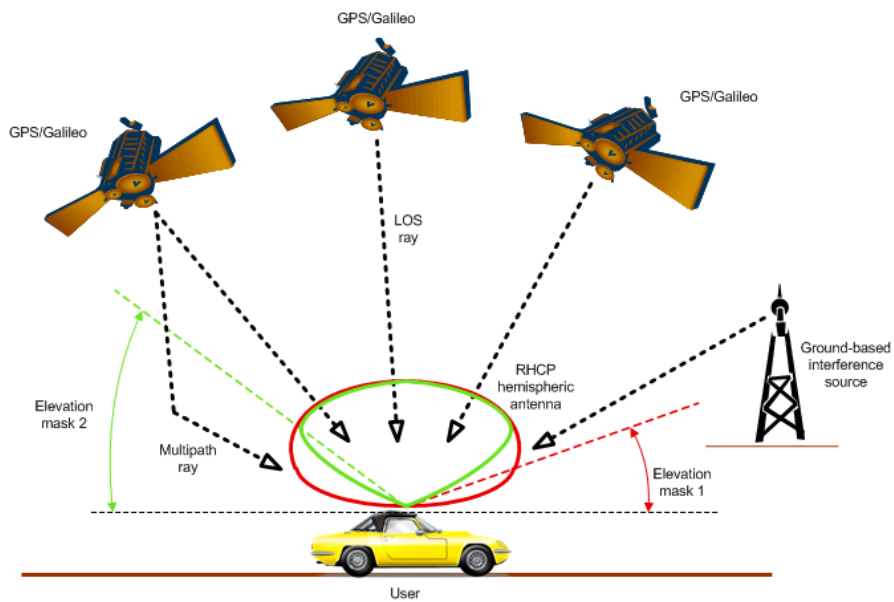 GPS/Galileo
GPS/Galileo
GPS/Galileo
LOS
ray
Ground-based
interference
source
RHCP
hemispheric
antenna
Elevation
mask 2
Multipath
ray
Elevation
mask 1
User